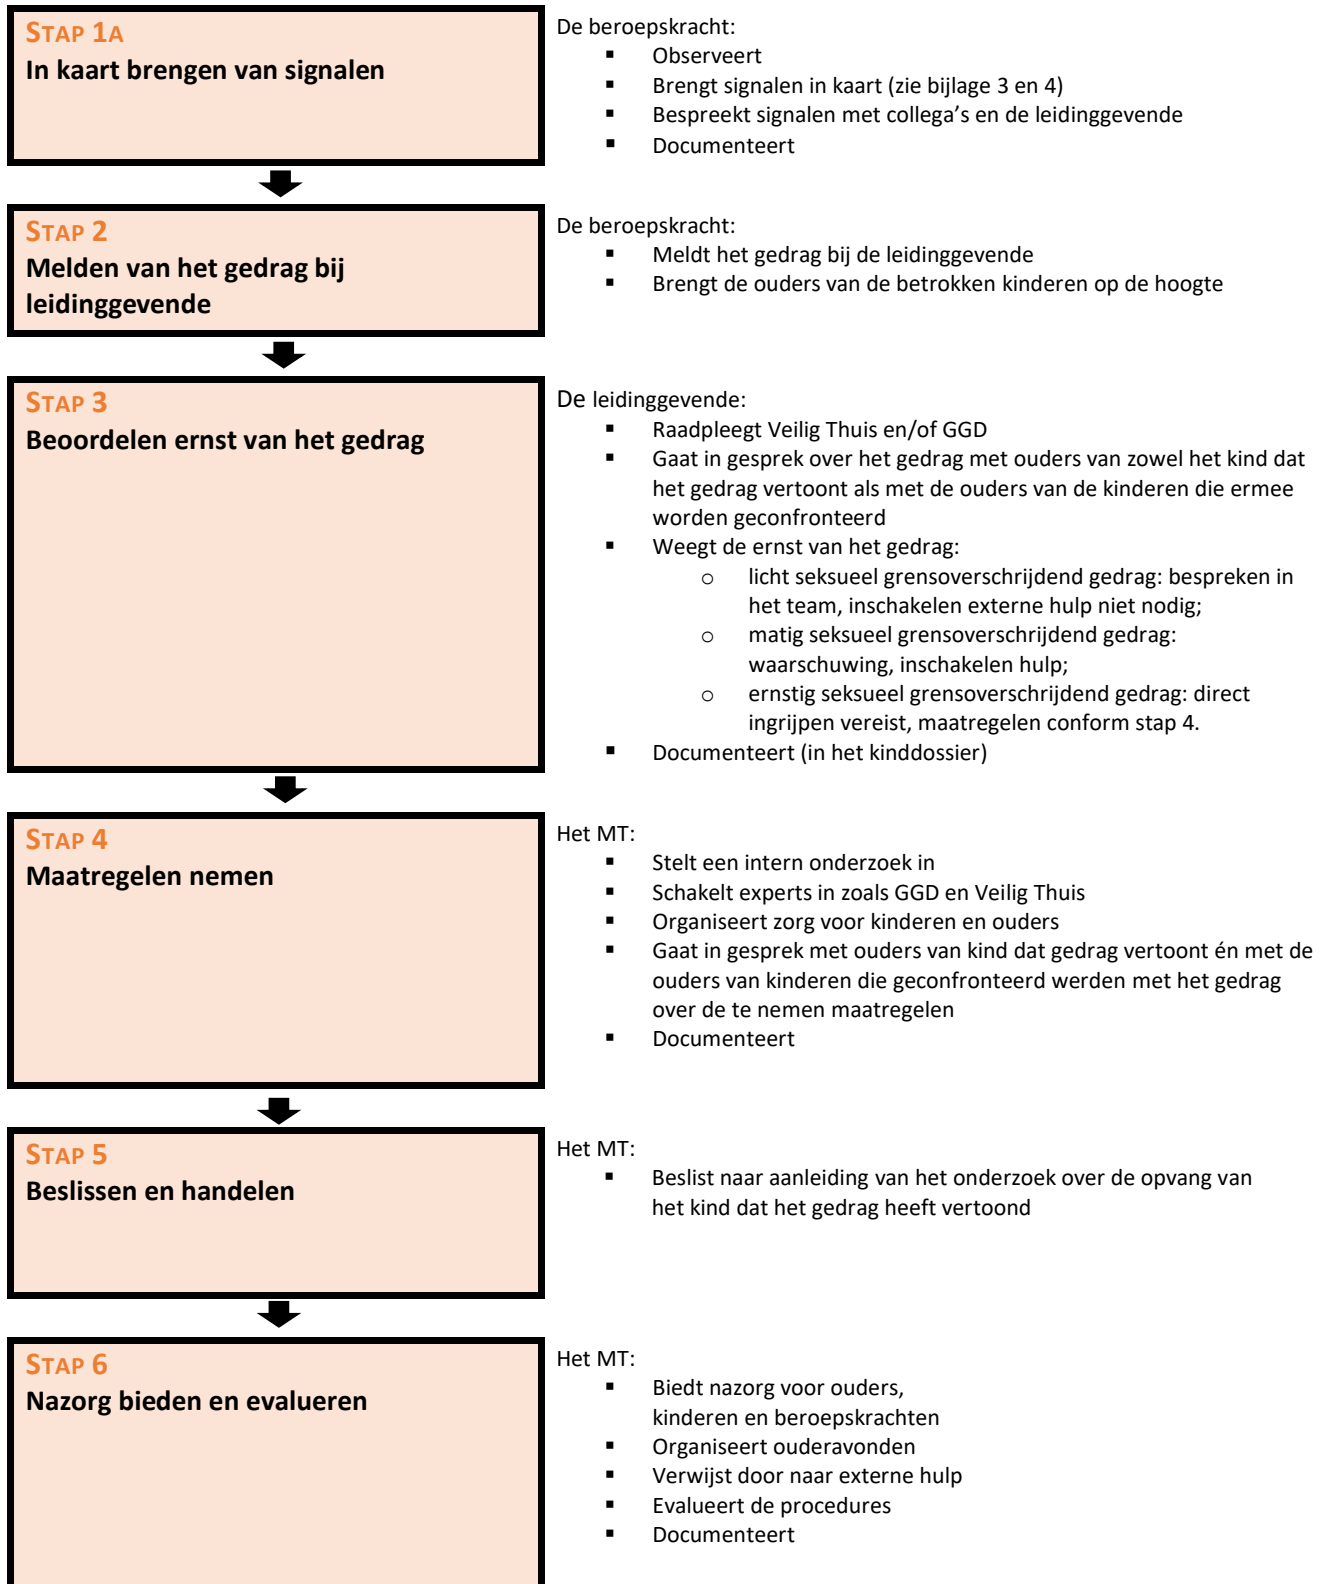 STAP 1A
In kaart brengen van signalen
De beroepskracht:
▪ Observeert
▪ Brengt signalen in kaart (zie bijlage 3 en 4)
▪ Bespreekt signalen met collega’s en de leidinggevende
▪ Documenteert
STAP 2
Melden van het gedrag bij
leidinggevende
De beroepskracht:
▪ Meldt het gedrag bij de leidinggevende
▪ Brengt de ouders van de betrokken kinderen op de hoogte
STAP 3
Beoordelen ernst van het gedrag
De leidinggevende:
▪ Raadpleegt Veilig Thuis en/of GGD
▪ Gaat in gesprek over het gedrag met ouders van zowel het kind dat
het gedrag vertoont als met de ouders van de kinderen die ermee
worden geconfronteerd
▪ Weegt de ernst van het gedrag:
o licht seksueel grensoverschrijdend gedrag: bespreken in
het team, inschakelen externe hulp niet nodig;
o matig seksueel grensoverschrijdend gedrag:
waarschuwing, inschakelen hulp;
o ernstig seksueel grensoverschrijdend gedrag: direct
ingrijpen vereist, maatregelen conform stap 4.
▪ Documenteert (in het kinddossier)
STAP 4
Maatregelen nemen
Het MT:
▪ Stelt een intern onderzoek in
▪ Schakelt experts in zoals GGD en Veilig Thuis
▪ Organiseert zorg voor kinderen en ouders
▪ Gaat in gesprek met ouders van kind dat gedrag vertoont én met de
ouders van kinderen die geconfronteerd werden met het gedrag
over de te nemen maatregelen
▪ Documenteert
STAP 5
Beslissen en handelen
Het MT:
▪ Beslist naar aanleiding van het onderzoek over de opvang van
het kind dat het gedrag heeft vertoond
STAP 6
Nazorg bieden en evalueren
Het MT:
▪ Biedt nazorg voor ouders,
kinderen en beroepskrachten
▪ Organiseert ouderavonden
▪ Verwijst door naar externe hulp
▪ Evalueert de procedures
▪ Documenteert